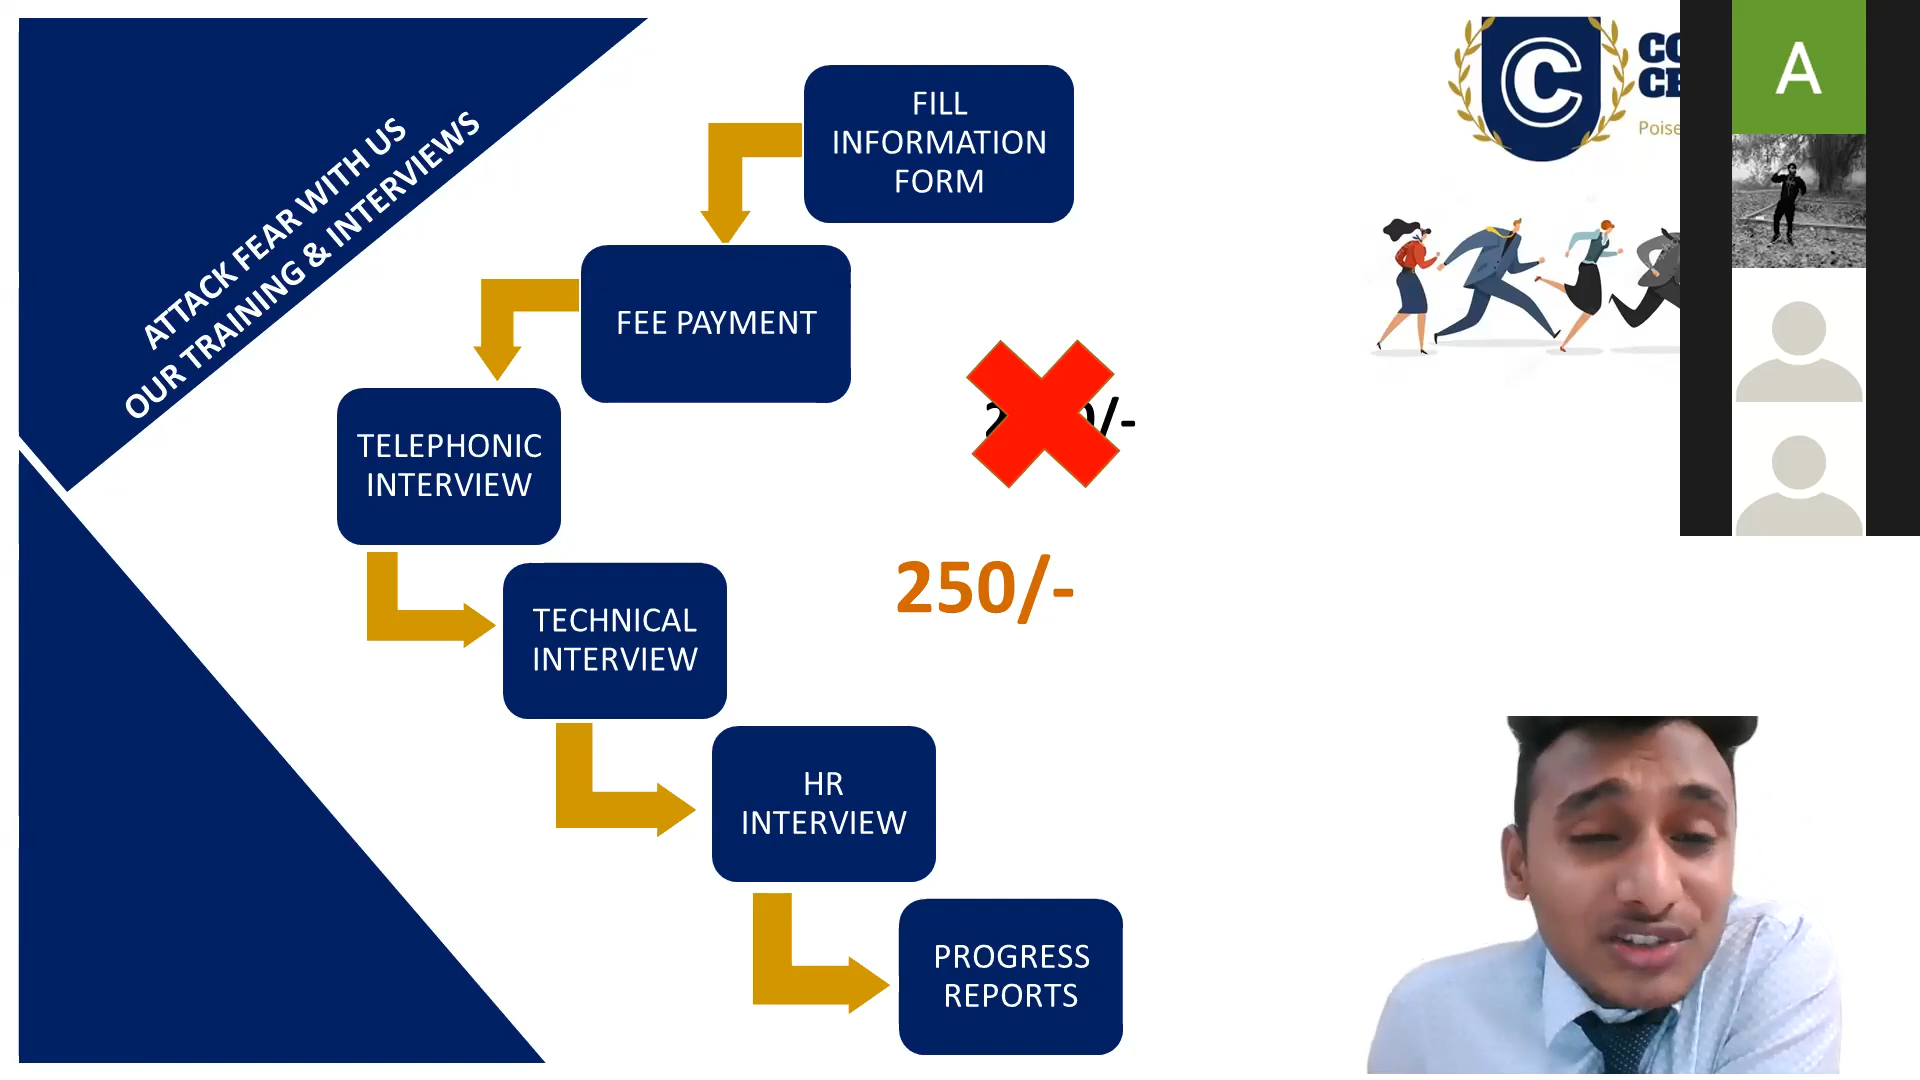 ATTACK FEAR WITH US
OUR TRAINING & INTERVIEWS
FILL
INFORMATION
FORM
FEE PAYMENT
TELEPHONIC
INTERVIEW
TECHNICAL
INTERVIEW
HR
INTERVIEW
PROGRESS
REPORTS
250/-
C
A